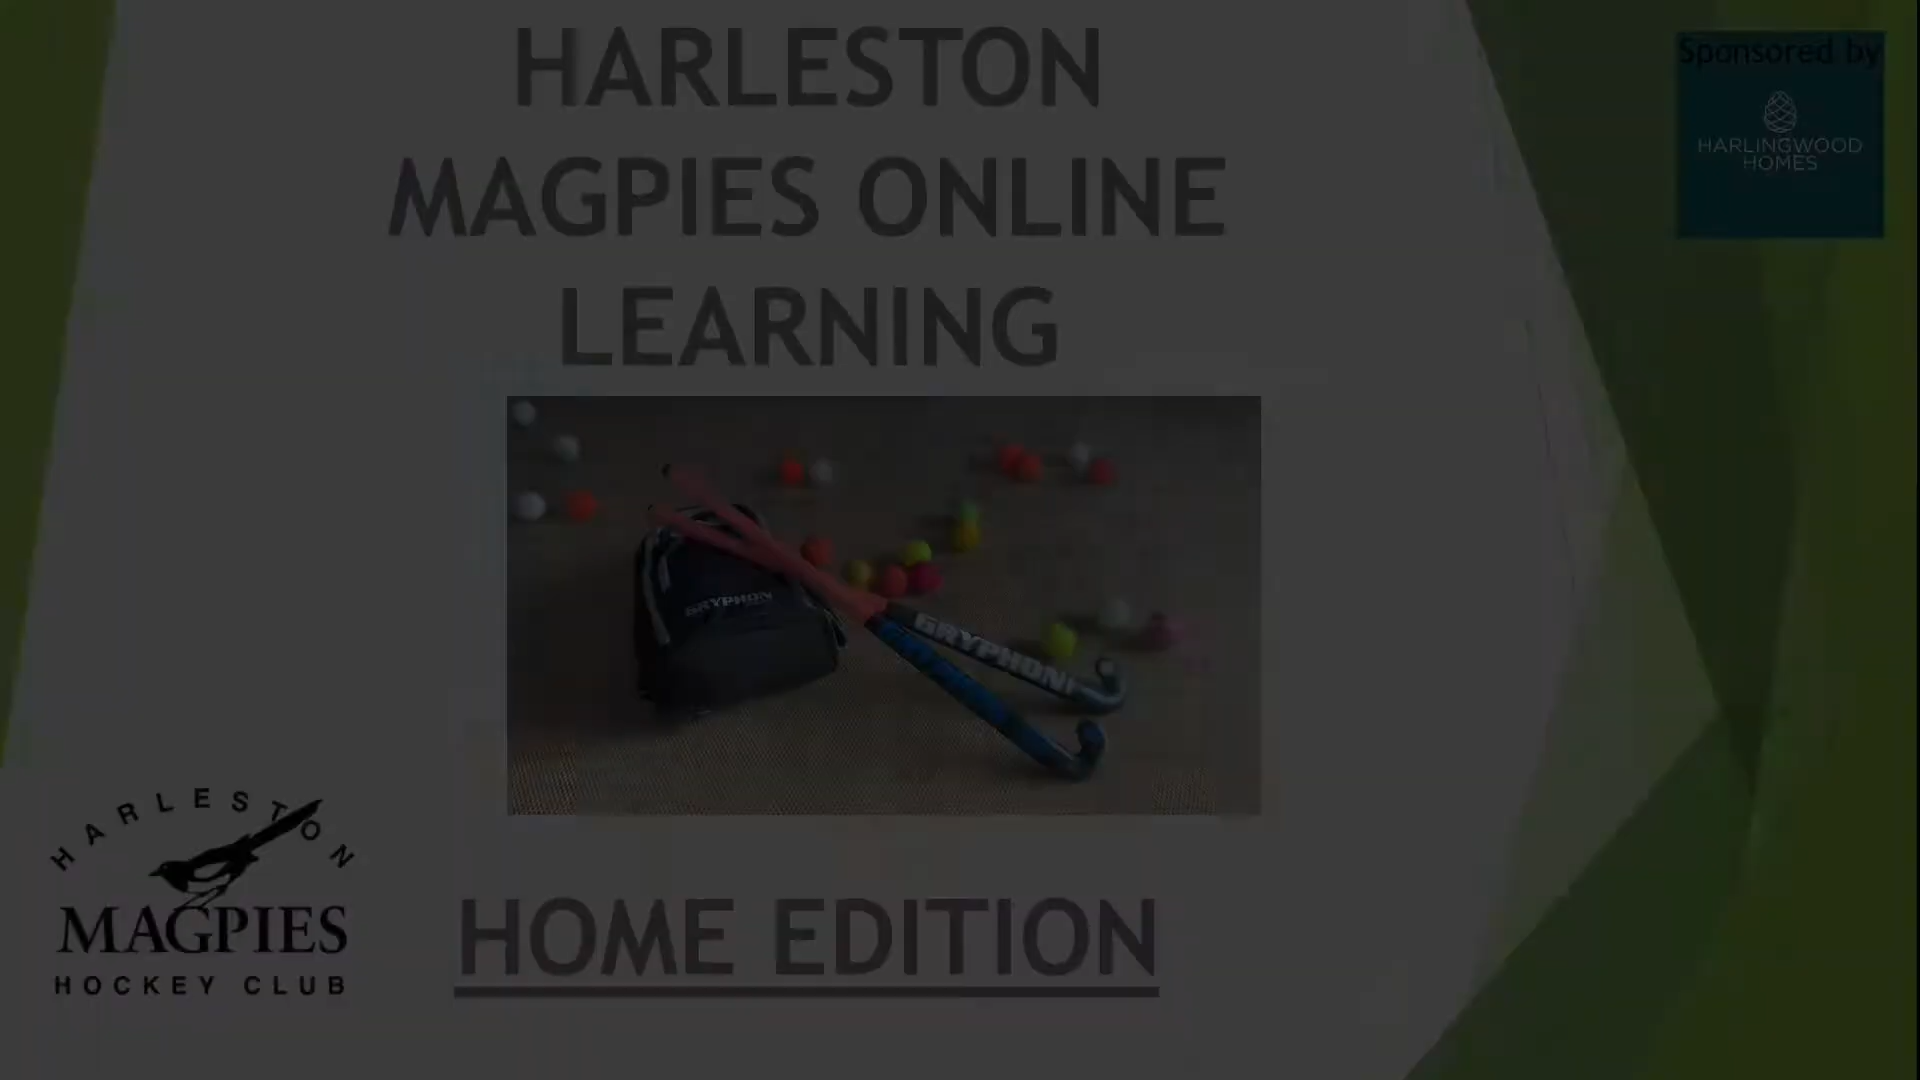 HARLESTON
MAGPIES ONLINE
LEARNING
Sponsored by
HARLINGWOOD
HOMES
GRYPHON
GRYPHON
HARLESTON
MAGPIES
HOCKEY CLUB
HOME EDITION